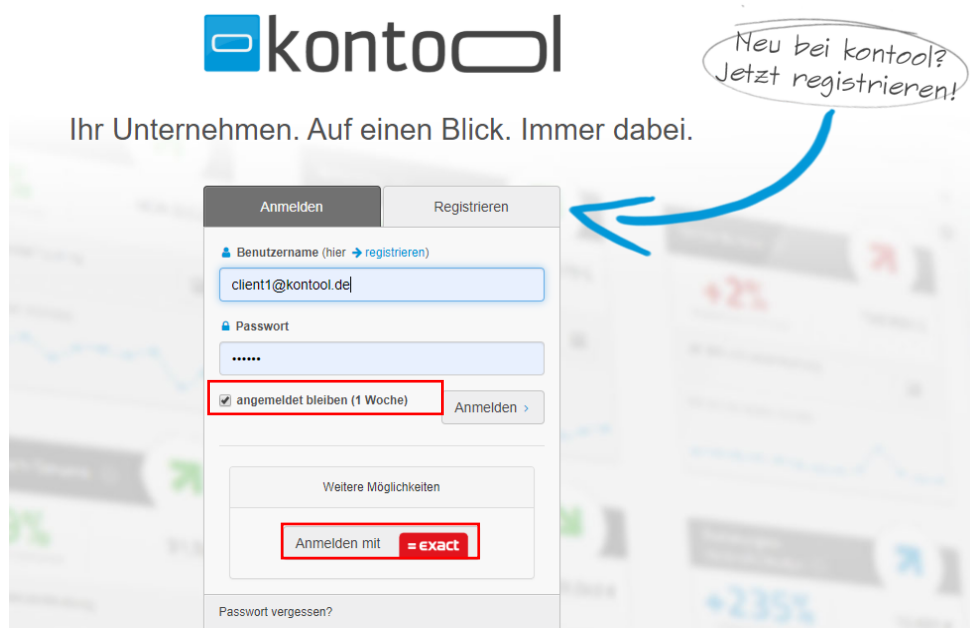 kontool
Neu bei kontool?
Jetzt registrieren!
Ihr Unternehmen. Auf einen Blick. Immer dabei.
Anmelden
Registrieren
Benutzername (hier → registrieren)
client1@kontool.de
Passwort
••••••
angemeldet bleiben (1 Woche)
Anmelden ›
Weitere Möglichkeiten
Anmelden mit = exact
Passwort vergessen?
+2%
9%
+235%